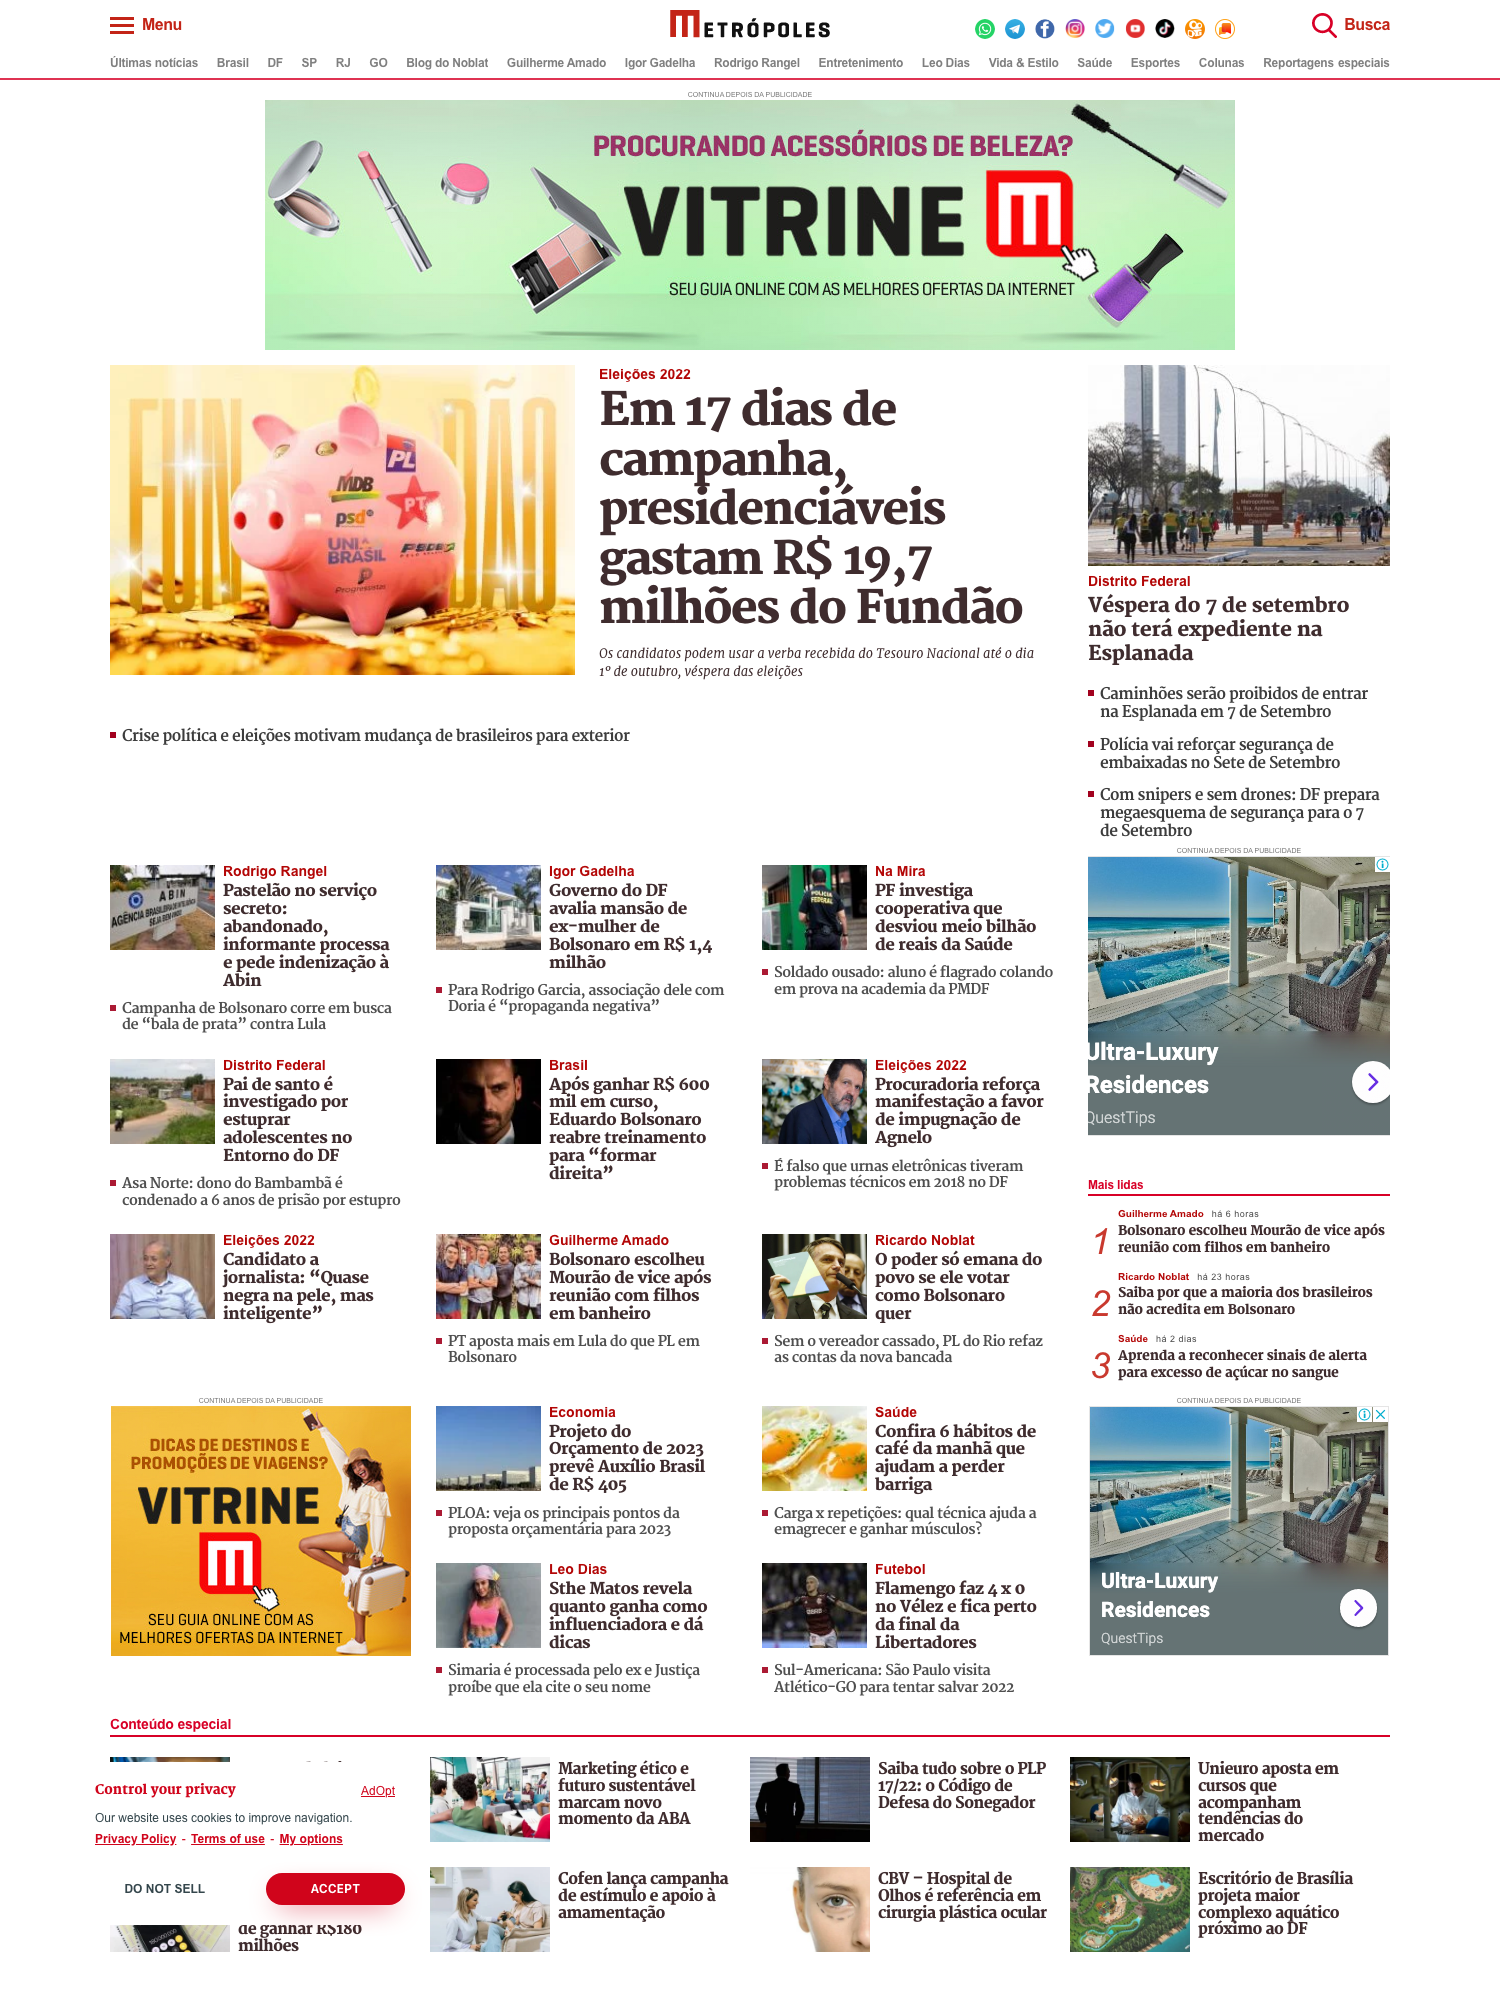 Menu
METRÓPOLES
Busca
Últimas notícias Brasil DF SP RJ GO Blog do Noblat Guilherme Amado Igor Gadelha Rodrigo Rangel Entretenimento Leo Dias Vida & Estilo Saúde Esportes Colunas Reportagens especiais
CONTINUA DEPOIS DA PUBLICIDADE
PROCURANDO ACESSÓRIOS DE BELEZA?
VITRINE M
SEU GUIA ONLINE COM AS MELHORES OFERTAS DA INTERNET
FUNDÃO
PL
MDB
PT
psd
UNIÃO
BRASIL
PSDB
Progressistas
Eleições 2022
Em 17 dias de
campanha,
presidenciáveis
gastam R$ 19,7
milhões do Fundão
Os candidatos podem usar a verba recebida do Tesouro Nacional até o dia
1º de outubro, véspera das eleições
Crise política e eleições motivam mudança de brasileiros para exterior
Distrito Federal
Véspera do 7 de setembro
não terá expediente na
Esplanada
Caminhões serão proibidos de entrar
na Esplanada em 7 de Setembro
Polícia vai reforçar segurança de
embaixadas no Sete de Setembro
Com snipers e sem drones: DF prepara
megaesquema de segurança para o 7
de Setembro
CONTINUA DEPOIS DA PUBLICIDADE
Ultra-Luxury
Residences
QuestTips
ABIN
AGÊNCIA BRASILEIRA DE INTELIGÊNCIA
SEJA BEM-VINDO
Rodrigo Rangel
Pastelão no serviço
secreto:
abandonado,
informante processa
e pede indenização à
Abin
Campanha de Bolsonaro corre em busca
de “bala de prata” contra Lula
Igor Gadelha
Governo do DF
avalia mansão de
ex-mulher de
Bolsonaro em R$ 1,4
milhão
Para Rodrigo Garcia, associação dele com
Doria é “propaganda negativa”
POLÍCIA
FEDERAL
Na Mira
PF investiga
cooperativa que
desviou meio bilhão
de reais da Saúde
Soldado ousado: aluno é flagrado colando
em prova na academia da PMDF
Distrito Federal
Pai de santo é
investigado por
estuprar
adolescentes no
Entorno do DF
Asa Norte: dono do Bambambã é
condenado a 6 anos de prisão por estupro
Brasil
Após ganhar R$ 600
mil em curso,
Eduardo Bolsonaro
reabre treinamento
para “formar
direita”
Eleições 2022
Procuradoria reforça
manifestação a favor
de impugnação de
Agnelo
É falso que urnas eletrônicas tiveram
problemas técnicos em 2018 no DF
Mais lidas
1
Guilherme Amado há 6 horas
Bolsonaro escolheu Mourão de vice após
reunião com filhos em banheiro
2
Ricardo Noblat há 23 horas
Saiba por que a maioria dos brasileiros
não acredita em Bolsonaro
3
Saúde há 2 dias
Aprenda a reconhecer sinais de alerta
para excesso de açúcar no sangue
Eleições 2022
Candidato a
jornalista: “Quase
negra na pele, mas
inteligente”
Guilherme Amado
Bolsonaro escolheu
Mourão de vice após
reunião com filhos
em banheiro
PT aposta mais em Lula do que PL em
Bolsonaro
Ricardo Noblat
O poder só emana do
povo se ele votar
como Bolsonaro
quer
Sem o vereador cassado, PL do Rio refaz
as contas da nova bancada
CONTINUA DEPOIS DA PUBLICIDADE
DICAS DE DESTINOS E
PROMOÇÕES DE VIAGENS?
VITRINE
M
SEU GUIA ONLINE COM AS
MELHORES OFERTAS DA INTERNET
Economia
Projeto do
Orçamento de 2023
prevê Auxílio Brasil
de R$ 405
PLOA: veja os principais pontos da
proposta orçamentária para 2023
Saúde
Confira 6 hábitos de
café da manhã que
ajudam a perder
barriga
Carga x repetições: qual técnica ajuda a
emagrecer e ganhar músculos?
CONTINUA DEPOIS DA PUBLICIDADE
Ultra-Luxury
Residences
QuestTips
Leo Dias
Sthe Matos revela
quanto ganha como
influenciadora e dá
dicas
Simaria é processada pelo ex e Justiça
proíbe que ela cite o seu nome
Futebol
Flamengo faz 4 x 0
no Vélez e fica perto
da final da
Libertadores
Sul-Americana: São Paulo visita
Atlético-GO para tentar salvar 2022
Conteúdo especial
Control your privacy
AdOpt
Our website uses cookies to improve navigation.
Privacy Policy - Terms of use - My options
DO NOT SELL
ACCEPT
de ganhar R$180
milhões
Marketing ético e
futuro sustentável
marcam novo
momento da ABA
Saiba tudo sobre o PLP
17/22: o Código de
Defesa do Sonegador
Unieuro aposta em
cursos que
acompanham
tendências do
mercado
Cofen lança campanha
de estímulo e apoio à
amamentação
CBV – Hospital de
Olhos é referência em
cirurgia plástica ocular
Escritório de Brasília
projeta maior
complexo aquático
próximo ao DF